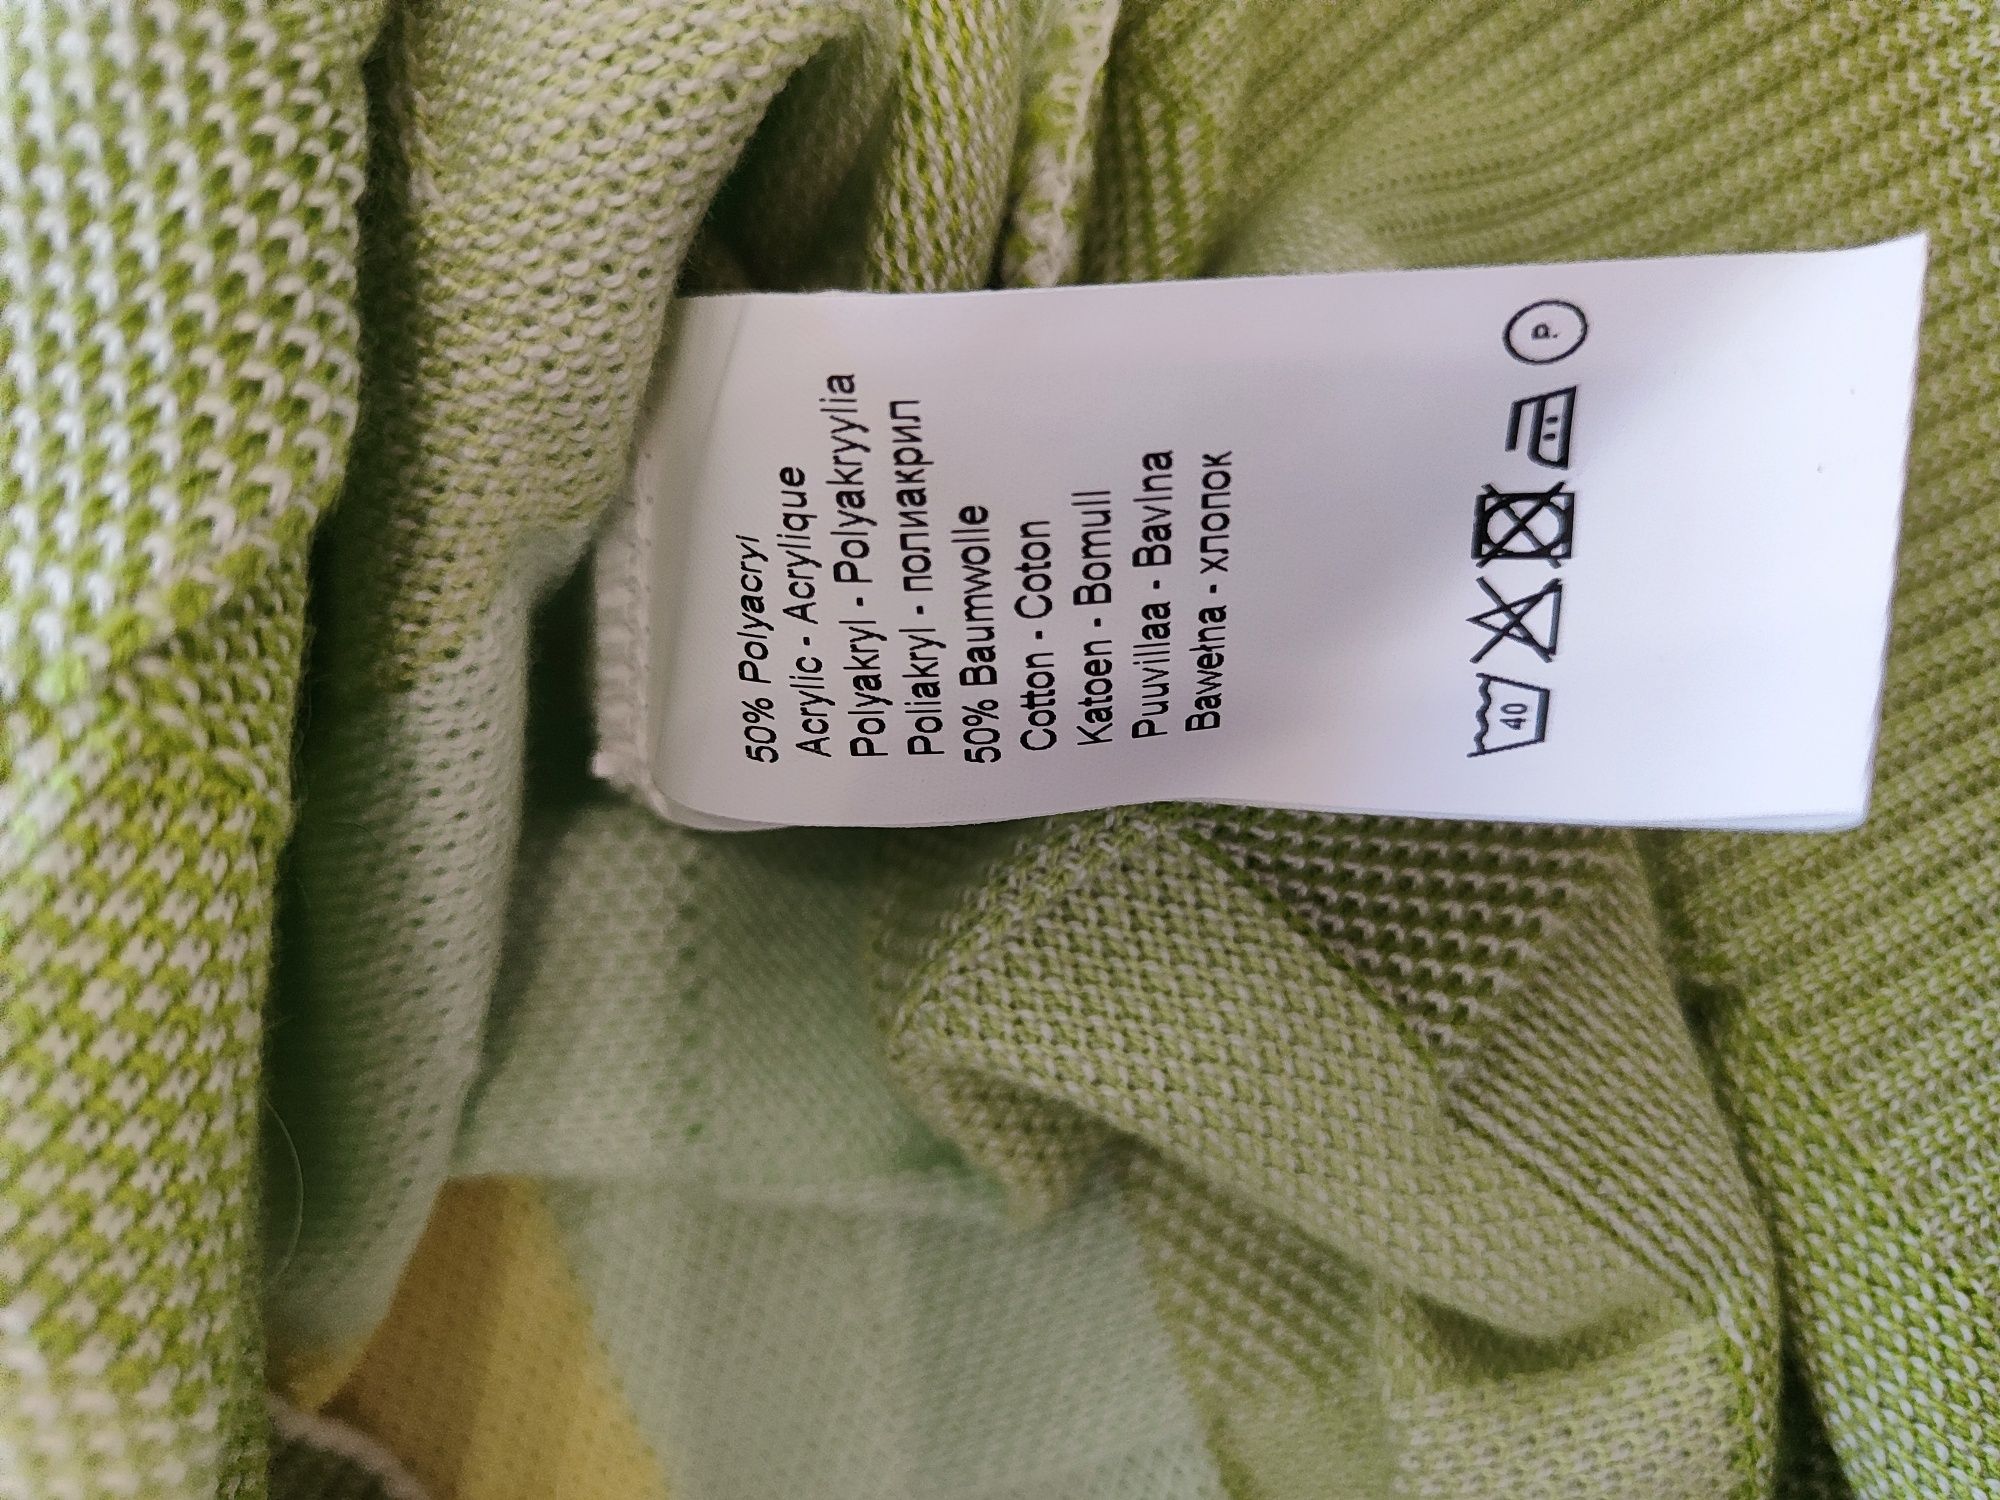 50% Polyacryl
Acrylic - Acrylique
Polyakryl - Polyakryylia
Poliakryl - полиакрил
50% Baumwolle
Cotton - Coton
Katoen - Bomull
Puuvillaa - Bavlna
Bawełna - хлопок
40 P